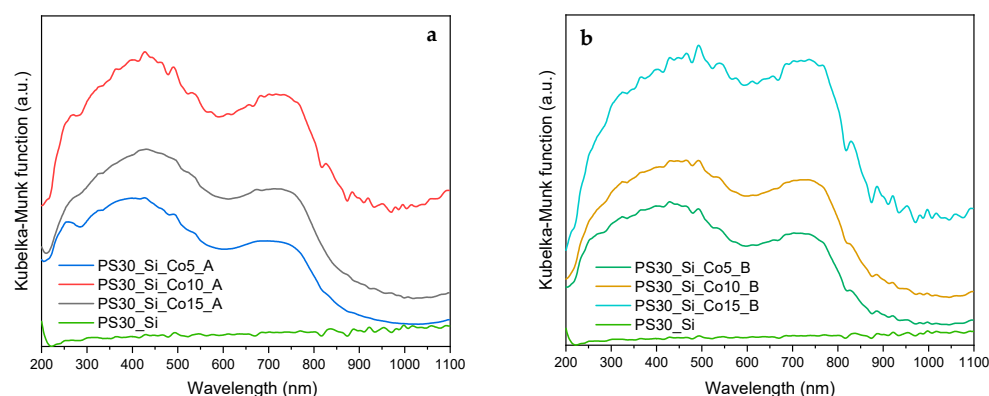 a
Kubelka-Munk function (a.u.)
PS30_Si_Co5_A
PS30_Si_Co10_A
PS30_Si_Co15_A
PS30_Si
200 300 400 500 600 700 800 900 1000 1100
Wavelength (nm)
b
Kubelka-Munk function (a.u.)
PS30_Si_Co5_B
PS30_Si_Co10_B
PS30_Si_Co15_B
PS30_Si
200 300 400 500 600 700 800 900 1000 1100
Wavelength (nm)